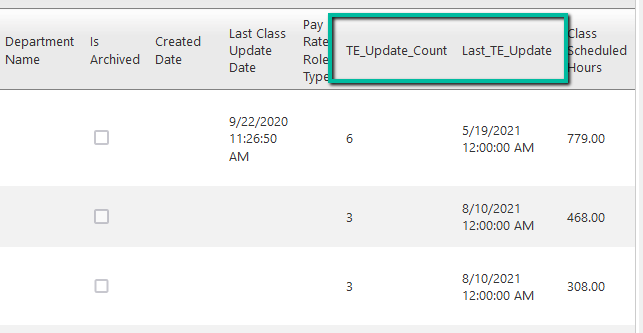 Department Name
Is Archived
Created Date
Last Class Update Date
Pay Rate Role Type
TE_Update_Count
Last_TE_Update
Class Scheduled Hours
9/22/2020 11:26:50 AM
6
5/19/2021 12:00:00 AM
779.00
3
8/10/2021 12:00:00 AM
468.00
3
8/10/2021 12:00:00 AM
308.00